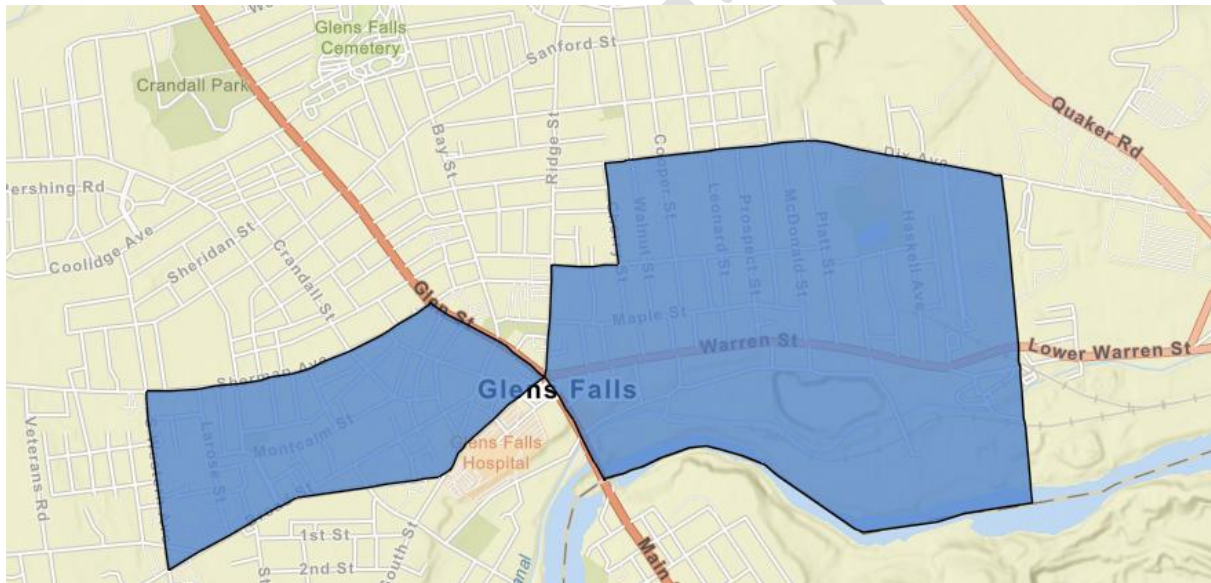 Glens Falls
Cemetery
Sanford St
Crandall Park
Quaker Rd
Bay St
Ridge St
Cooper St
Dix Ave
Pershing Rd
Coolidge Ave
Sheridan St
Crandall St
Cherry St
Walnut St
Leonard St
Prospect St
McDonald St
Platt St
Haskell Ave
Glen St
Maple St
Warren St
Lower Warren St
Sherman Ave
Glens Falls
Veterans Rd
Larose St
Montcalm St
Glens Falls
Hospital
1st St
2nd St
South St
Main